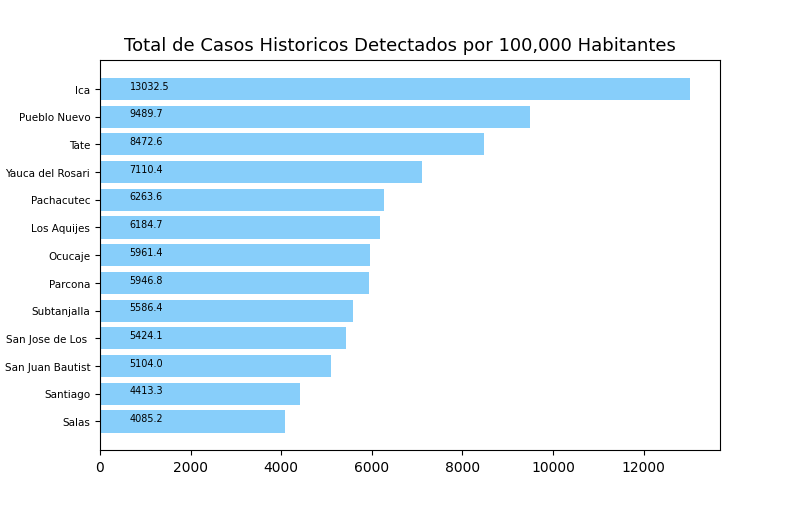 Total de Casos Historicos Detectados por 100,000 Habitantes
Ica 13032.5
Pueblo Nuevo 9489.7
Tate 8472.6
Yauca del Rosari 7110.4
Pachacutec 6263.6
Los Aquijes 6184.7
Ocucaje 5961.4
Parcona 5946.8
Subtanjalla 5586.4
San Jose de Los 5424.1
San Juan Bautist 5104.0
Santiago 4413.3
Salas 4085.2
0 2000 4000 6000 8000 10000 12000